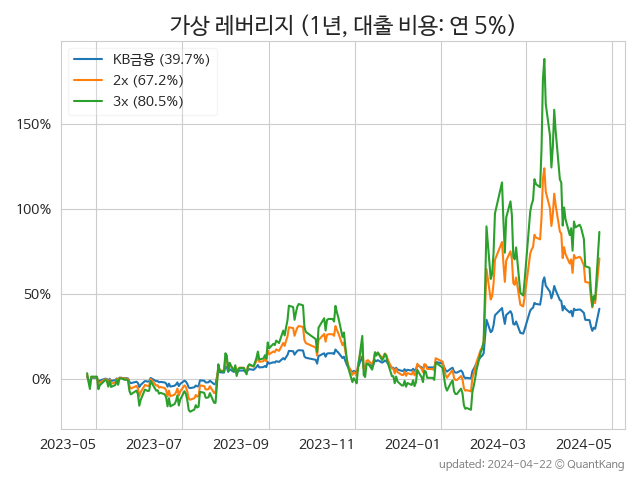 가상 레버리지 (1년, 대출 비용: 연 5%)
KB금융 (39.7%)
2x (67.2%)
3x (80.5%)
150%
100%
50%
0%
2023-05 2023-07 2023-09 2023-11 2024-01 2024-03 2024-05
updated: 2024-04-22 © QuantKang